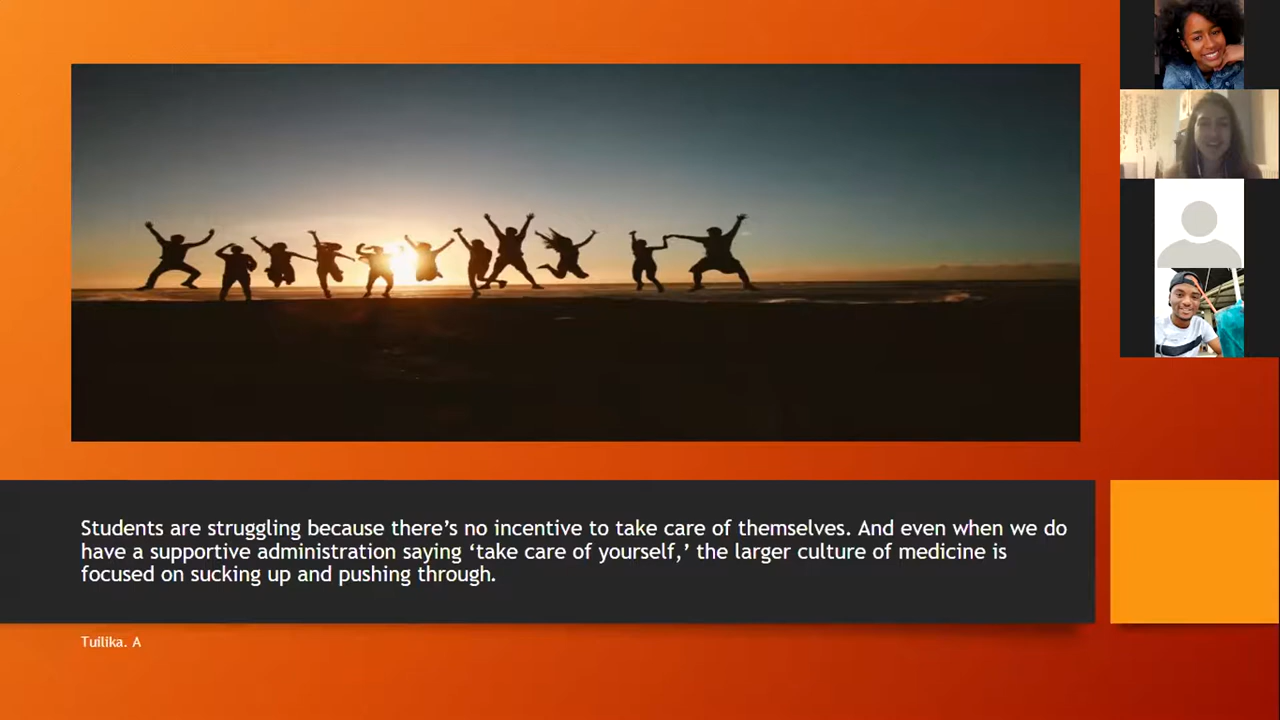 Students are struggling because there’s no incentive to take care of themselves. And even when we do
have a supportive administration saying ‘take care of yourself,’ the larger culture of medicine is
focused on sucking up and pushing through.
Tuilika. A